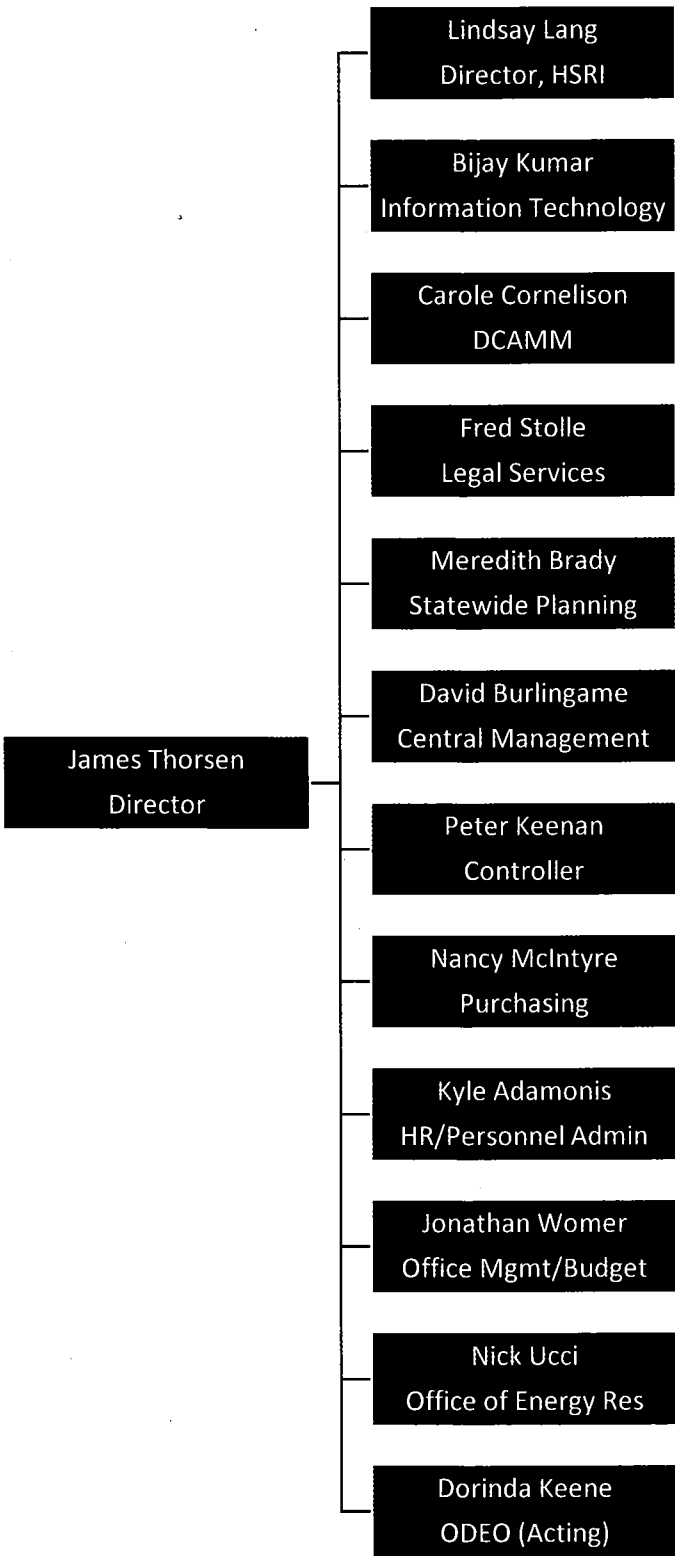 Lindsay Lang
Director, HSRI
Bijay Kumar
Information Technology
Carole Cornelison
DCAMM
Fred Stolle
Legal Services
Meredith Brady
Statewide Planning
David Burlingame
Central Management
James Thorsen
Director
Peter Keenan
Controller
Nancy McIntyre
Purchasing
Kyle Adamonis
HR/Personnel Admin
Jonathan Womer
Office Mgmt/Budget
Nick Ucci
Office of Energy Res
Dorinda Keene
ODEO (Acting)